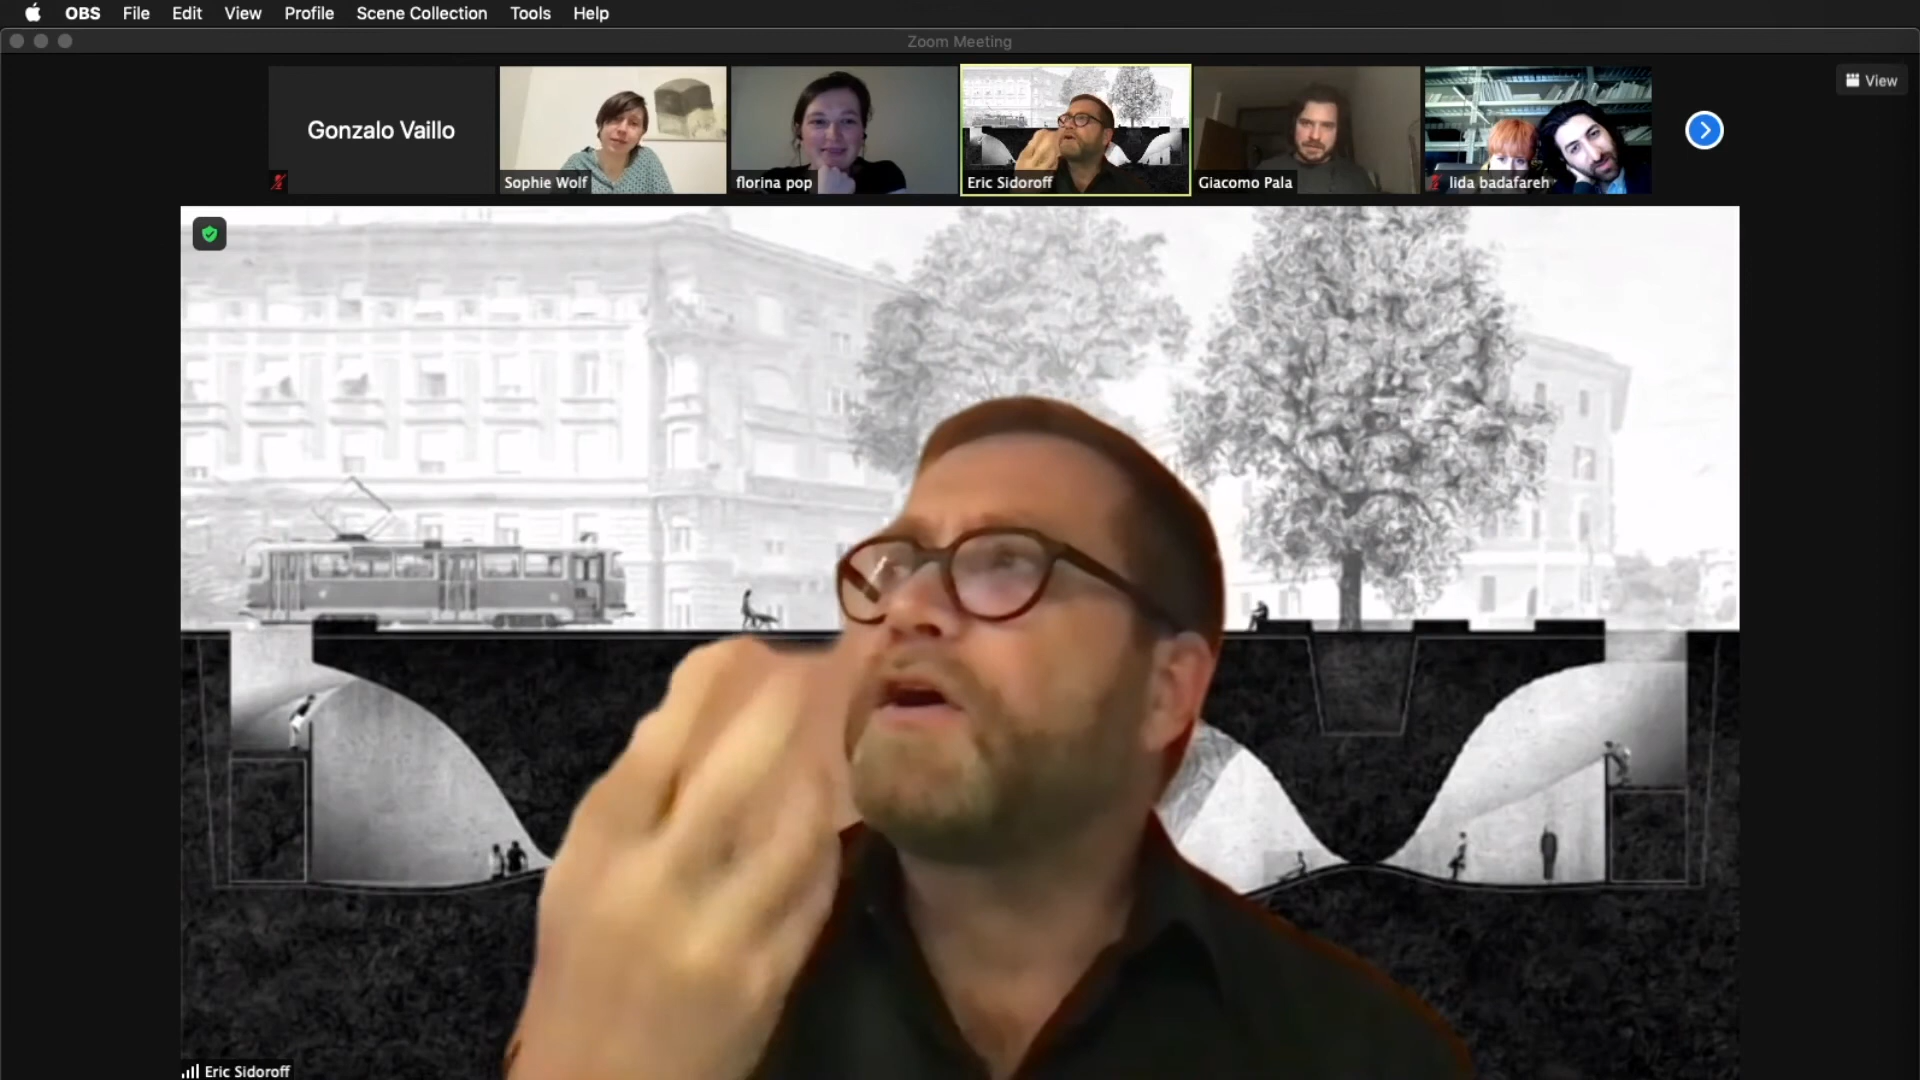 OBS File Edit View Profile Scene Collection Tools Help
Zoom Meeting
Gonzalo Vaillo
Sophie Wolf
florina pop
Eric Sidoroff
Giacomo Pala
lida badafareh
View
Eric Sidoroff